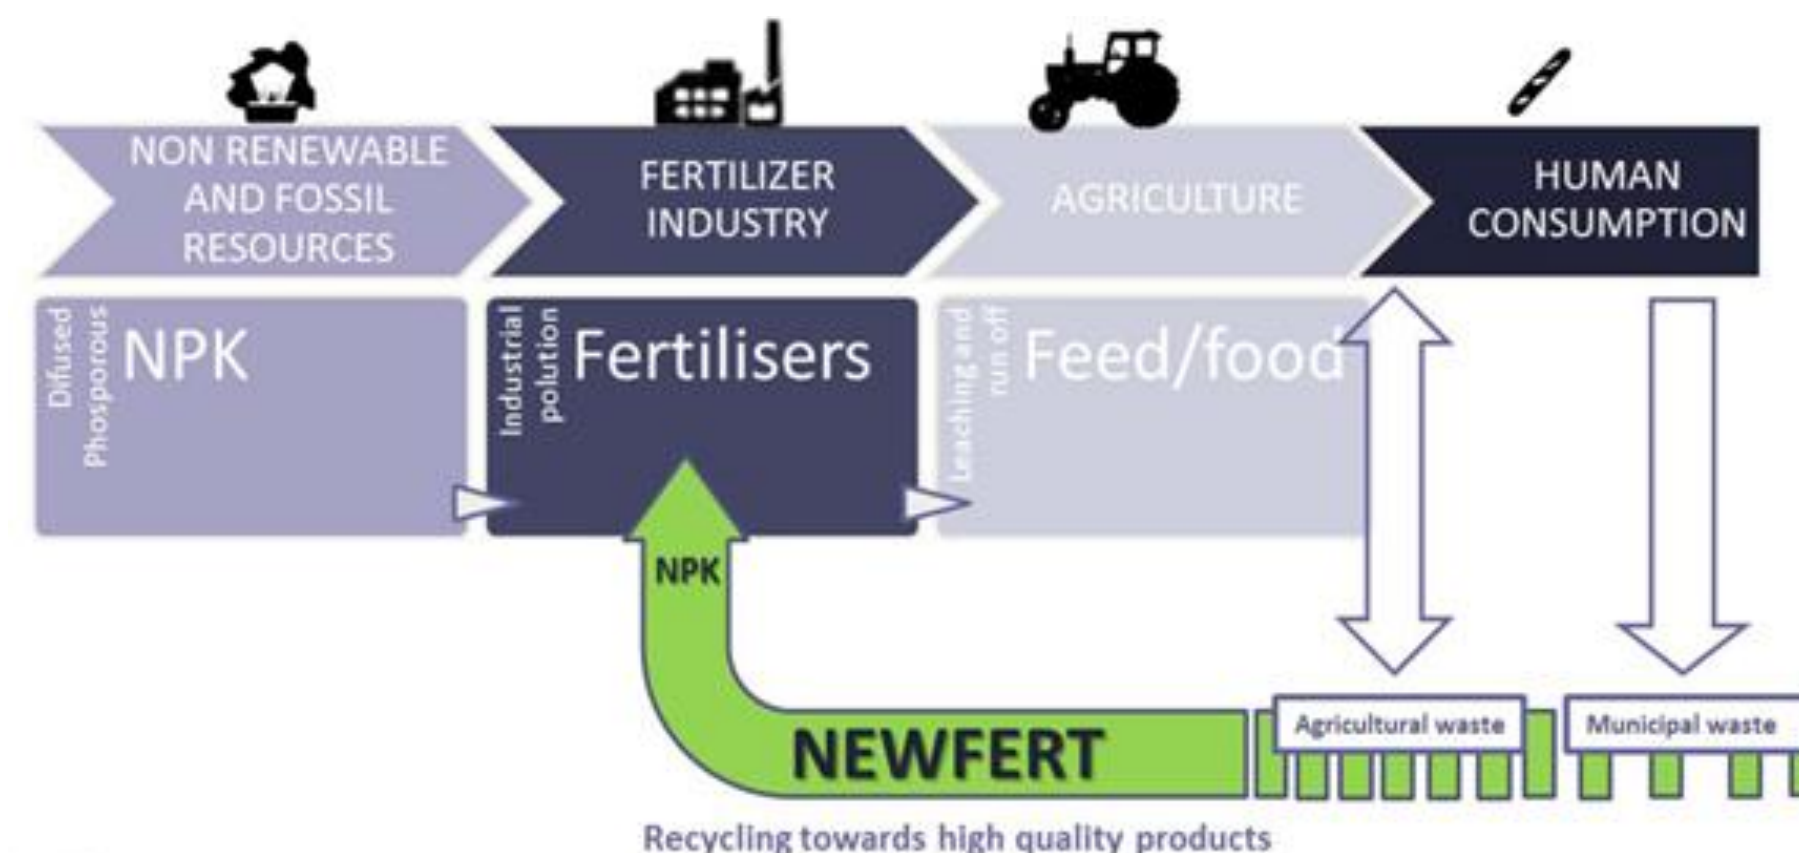 NON RENEWABLE
AND FOSSIL
RESOURCES
FERTILIZER
INDUSTRY
AGRICULTURE
HUMAN
CONSUMPTION
Difused
Phosporous
NPK
Industrial
polution
Fertilisers
Leaching and
run off
Feed/food
NPK
NEWFERT
Agricultural waste
Municipal waste
Recycling towards high quality products